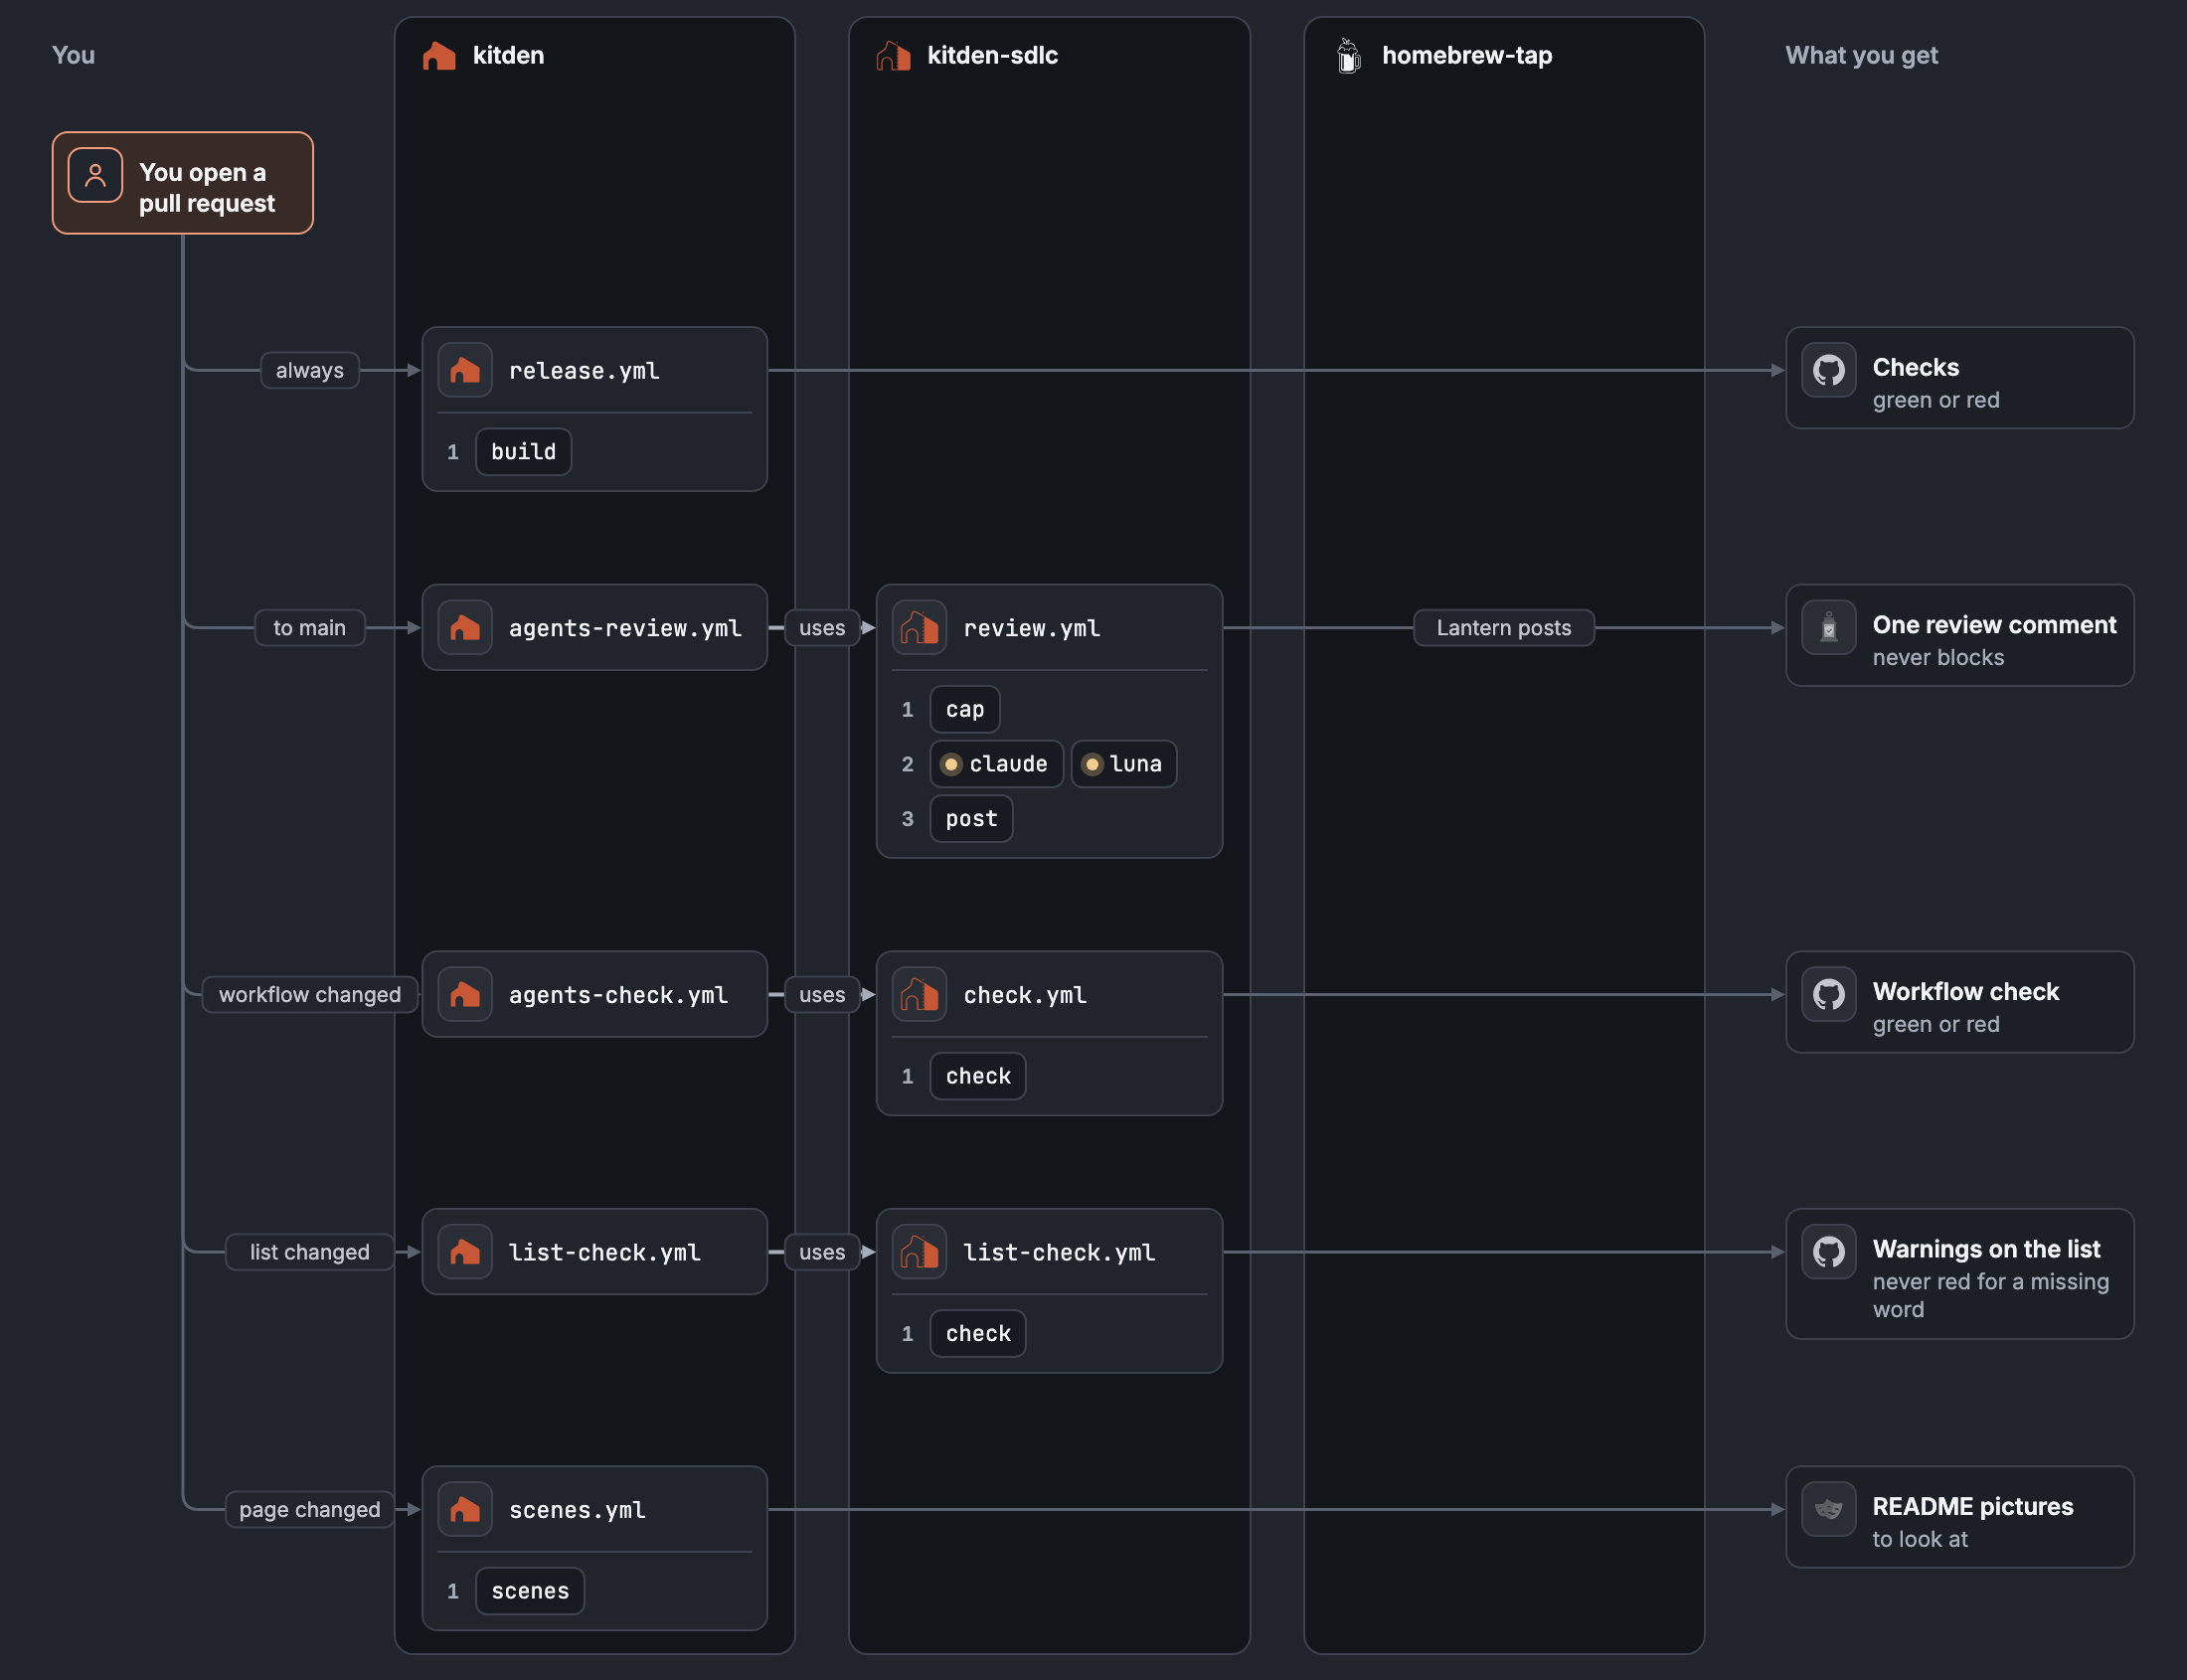 You
kitden
kitden-sdlc
homebrew-tap
What you get
You open a
pull request
always
release.yml
1 build
Checks
green or red
to main
agents-review.yml
uses
review.yml
1 cap
2 claude luna
3 post
Lantern posts
One review comment
never blocks
workflow changed
agents-check.yml
uses
check.yml
1 check
Workflow check
green or red
list changed
list-check.yml
uses
list-check.yml
1 check
Warnings on the list
never red for a missing
word
page changed
scenes.yml
1 scenes
README pictures
to look at